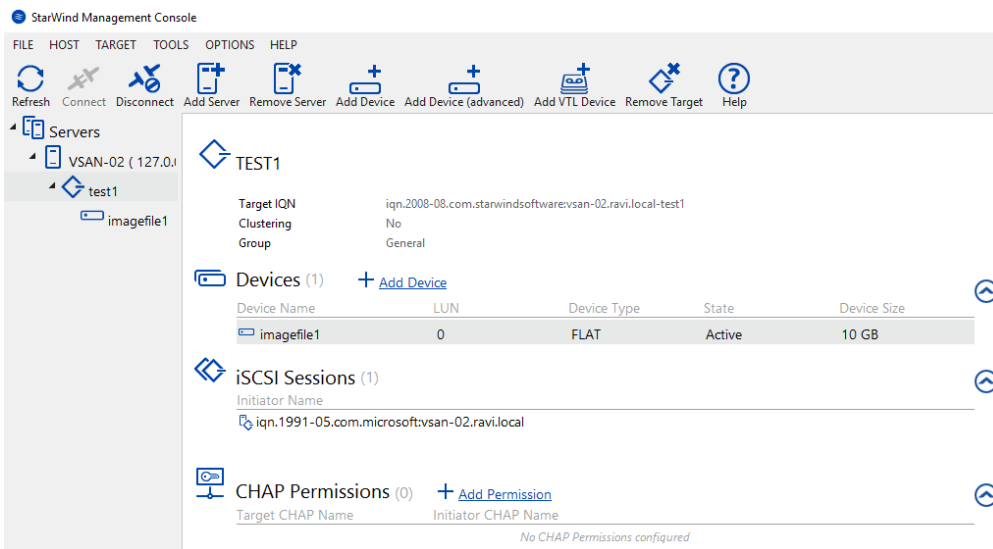 StarWind Management Console
FILE HOST TARGET TOOLS OPTIONS HELP
Refresh Connect Disconnect Add Server Remove Server Add Device Add Device (advanced) Add VTL Device Remove Target Help
Servers
VSAN-02 ( 127.0.
test1
imagefile1
TEST1
Target IQN iqn.2008-08.com.starwindsoftware:vsan-02.ravi.local-test1
Clustering No
Group General
Devices (1) Add Device
Device Name LUN Device Type State Device Size
imagefile1 0 FLAT Active 10 GB
iSCSI Sessions (1)
Initiator Name
iqn.1991-05.com.microsoft:vsan-02.ravi.local
CHAP Permissions (0) Add Permission
Target CHAP Name Initiator CHAP Name
No CHAP Permissions configured